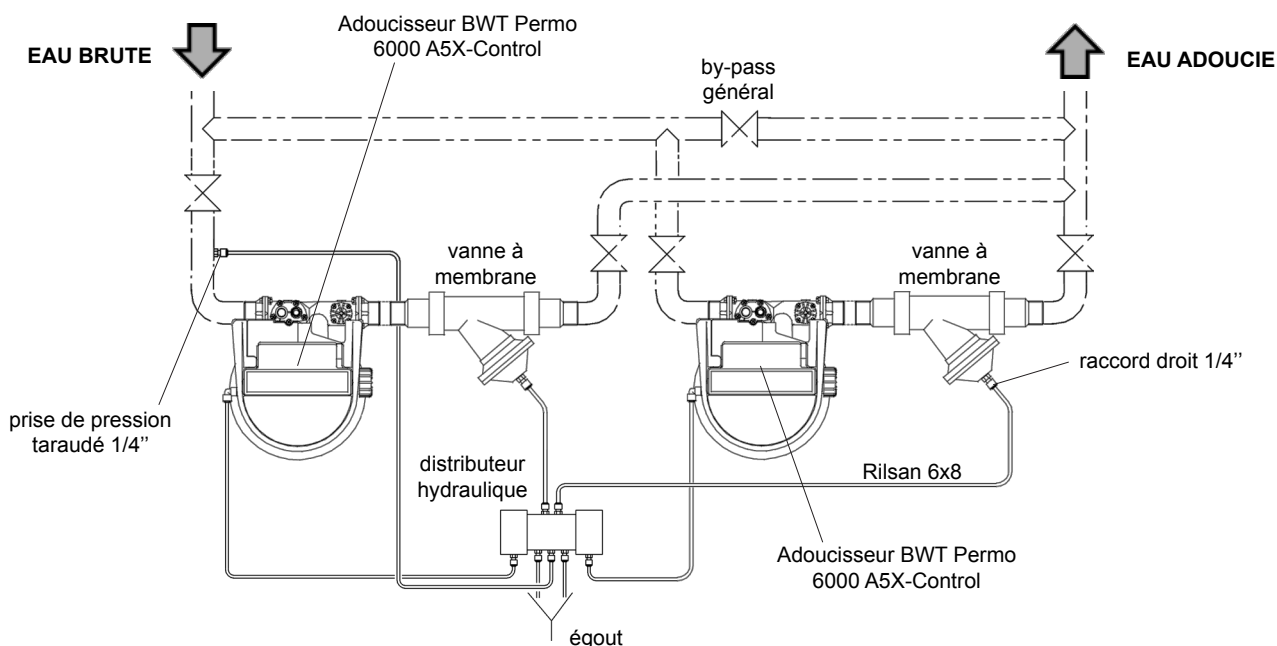 Adoucisseur BWT Permo
6000 A5X-Control
EAU BRUTE
EAU ADOUCIE
by-pass
général
vanne à
membrane
vanne à
membrane
raccord droit 1/4’’
prise de pression
taraudé 1/4’’
distributeur
hydraulique
Rilsan 6x8
Adoucisseur BWT Permo
6000 A5X-Control
égout